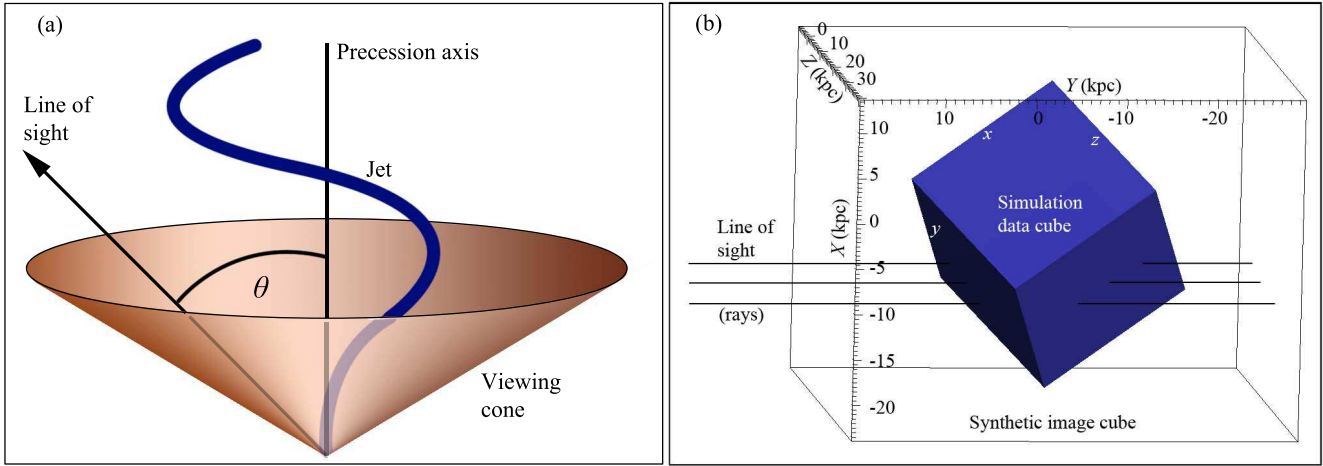 (a)
Precession axis
Line of
sight
Jet
θ
Viewing
cone
(b)
0
10
20
30
Z (kpc)
Y (kpc)
10
0
-10
-20
10
5
0
-5
-10
-15
-20
X (kpc)
x
z
y
Simulation
data cube
Line of
sight
(rays)
Synthetic image cube